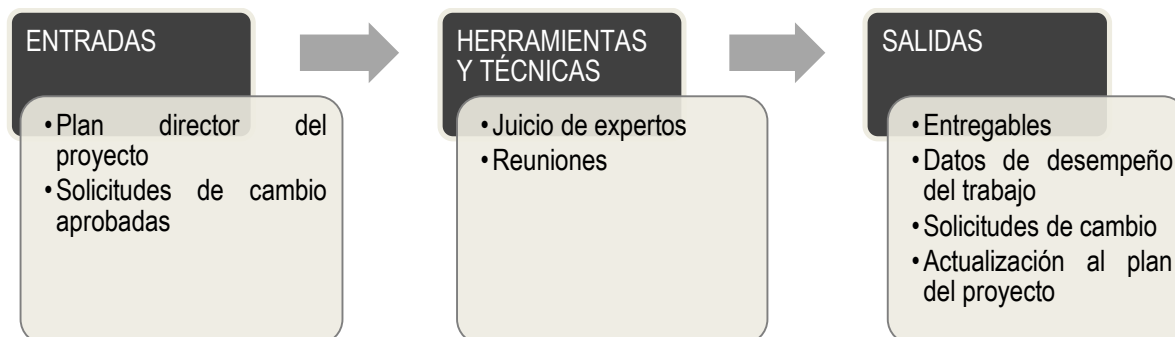 ENTRADAS
•Plan director del
proyecto
•Solicitudes de cambio
aprobadas
HERRAMIENTAS
Y TÉCNICAS
•Juicio de expertos
•Reuniones
SALIDAS
•Entregables
•Datos de desempeño
del trabajo
•Solicitudes de cambio
•Actualización al plan
del proyecto